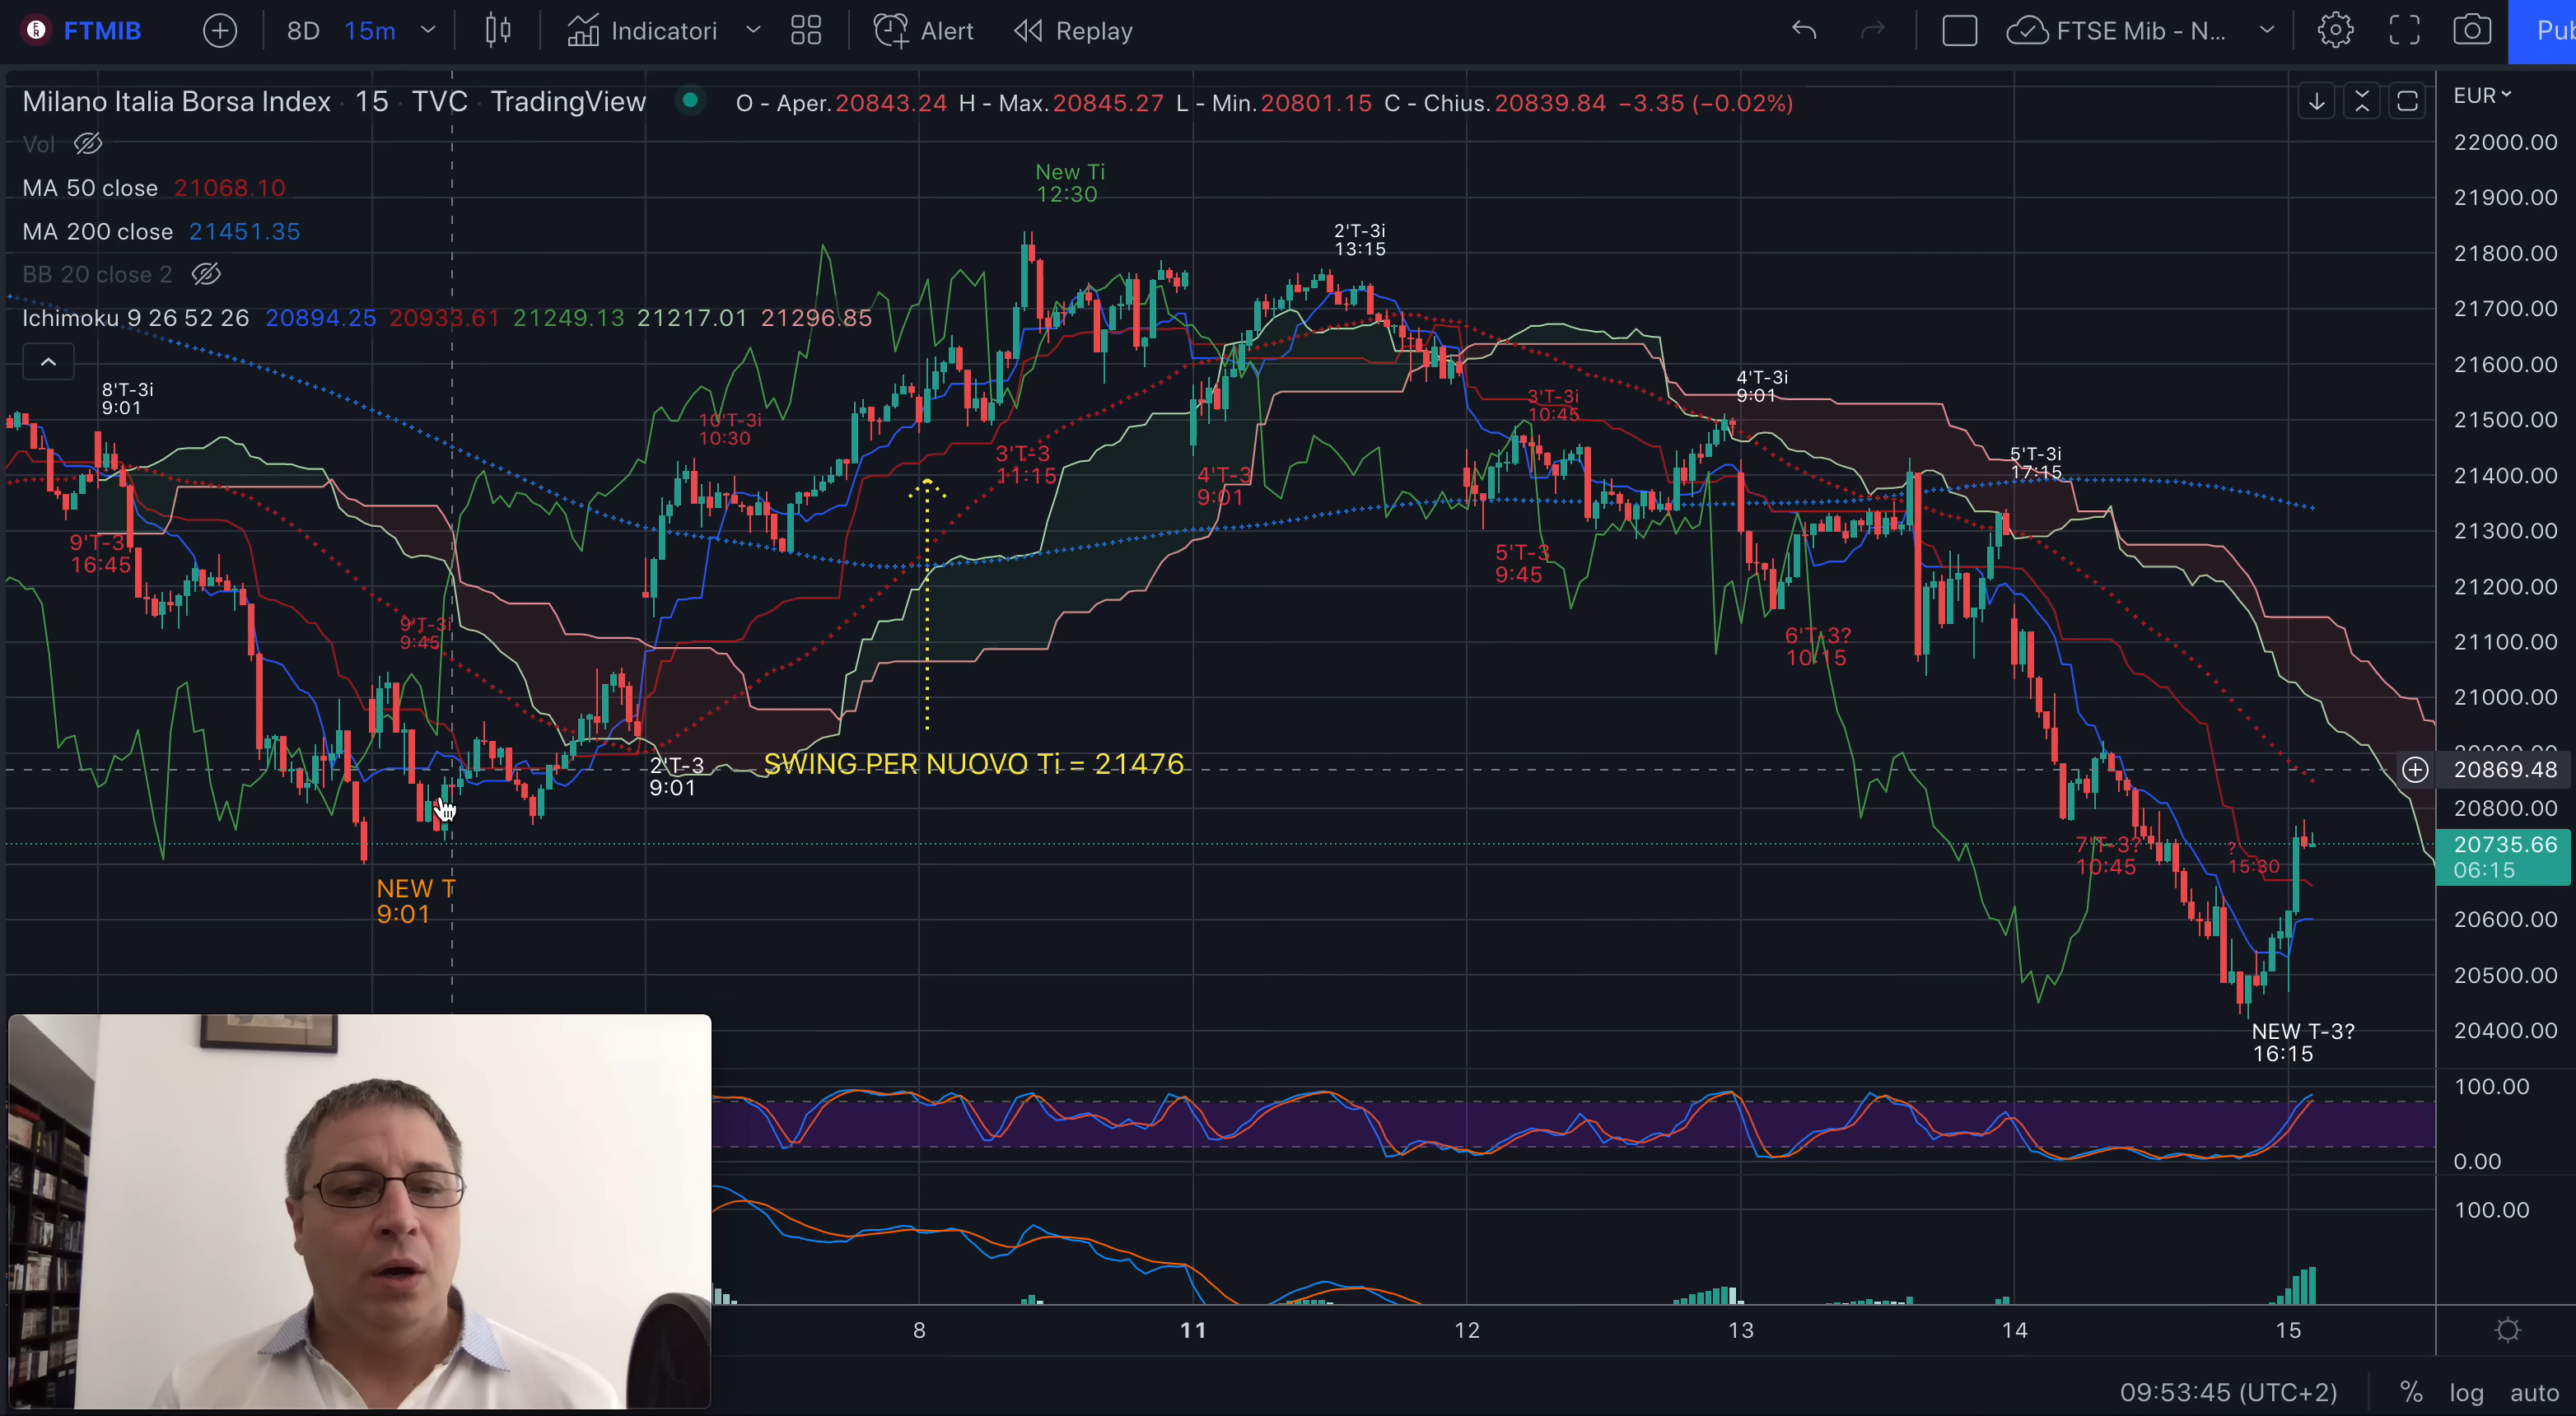 FTMIB
8D 15m
Indicatori
Alert
Replay
FTSE Mib - N...
Pub
Milano Italia Borsa Index · 15 · TVC · TradingView
O - Aper.20843.24 H - Max.20845.27 L - Min.20801.15 C - Chius.20839.84 −3.35 (−0.02%)
EUR
Vol
MA 50 close 21068.10
MA 200 close 21451.35
BB 20 close 2
Ichimoku 9 26 52 26 20894.25 20933.61 21249.13 21217.01 21296.85
22000.00
21900.00
21800.00
21700.00
21600.00
21500.00
21400.00
21300.00
21200.00
21100.00
21000.00
20900.00
20869.48
20800.00
20735.66
06:15
20600.00
20500.00
20400.00
100.00
0.00
100.00
New Ti
12:30
2'T-3i
13:15
8'T-3i
9:01
4'T-3i
9:01
3'T-3i
10:45
10'T-3i
10:30
3'T-3
11:15
4'T-3
9:01
5'T-3i
17:15
9'T-3
16:45
5'T-3
9:45
9'T-3i
9:45
6'T-3?
10:15
2'T-3
9:01
SWING PER NUOVO Ti = 21476
7'T-3?
10:45
?
15:30
NEW T
9:01
NEW T-3?
16:15
8 11 12 13 14 15
09:53:45 (UTC+2) % log auto